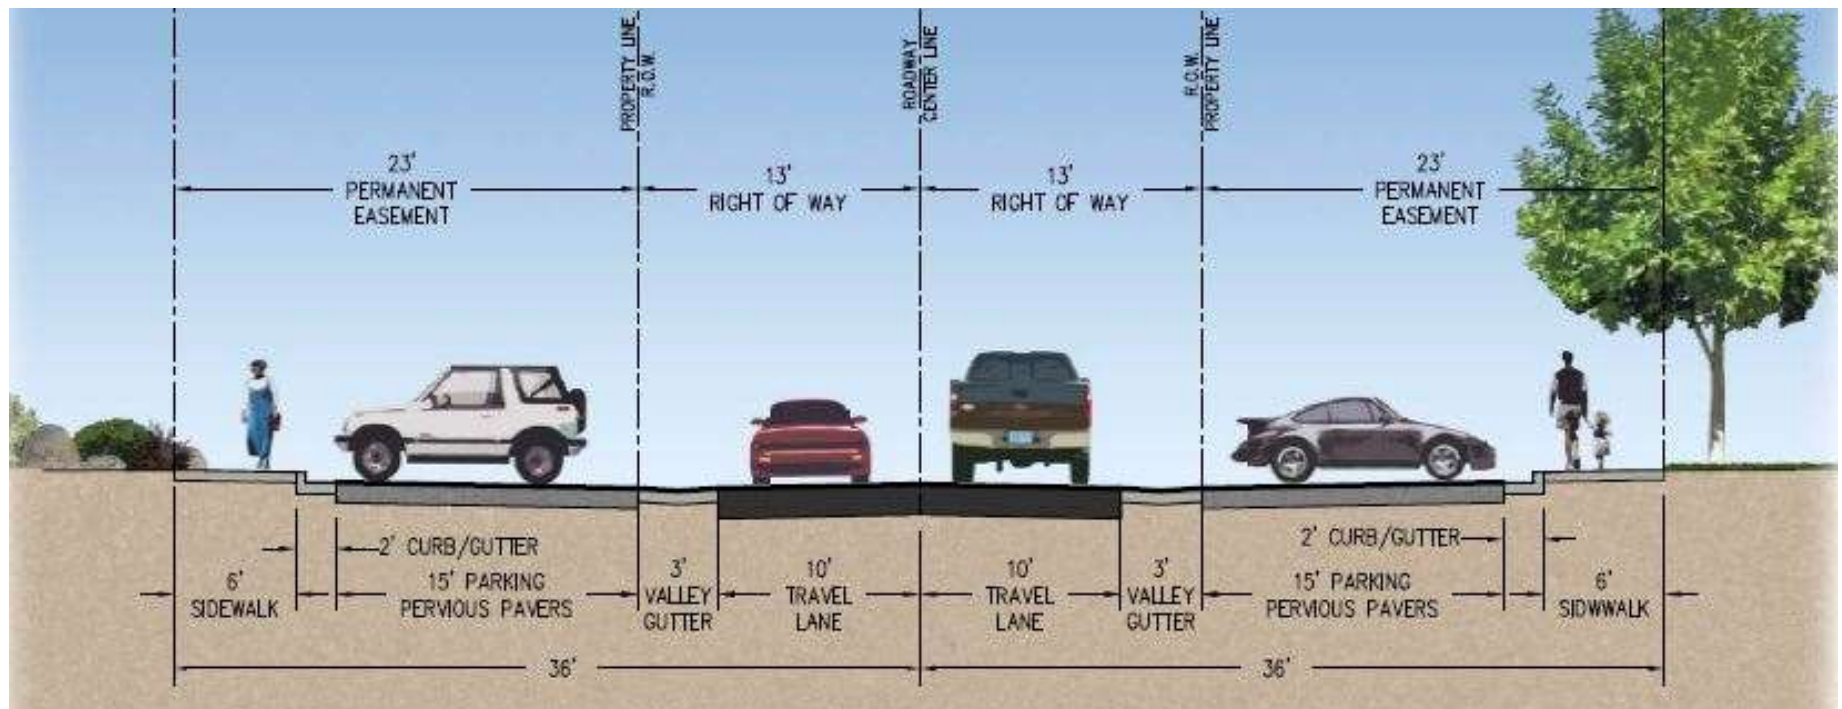 PROPERTY LINE
R.O.W.
ROADWAY
CENTER LINE
R.O.W.
PROPERTY LINE
23'
PERMANENT
EASEMENT
13'
RIGHT OF WAY
13'
RIGHT OF WAY
23'
PERMANENT
EASEMENT
2' CURB/GUTTER
2' CURB/GUTTER
6'
SIDEWALK
15' PARKING
PERVIOUS PAVERS
3'
VALLEY
GUTTER
10'
TRAVEL
LANE
10'
TRAVEL
LANE
3'
VALLEY
GUTTER
15' PARKING
PERVIOUS PAVERS
6'
SIDWWALK
36'
36'